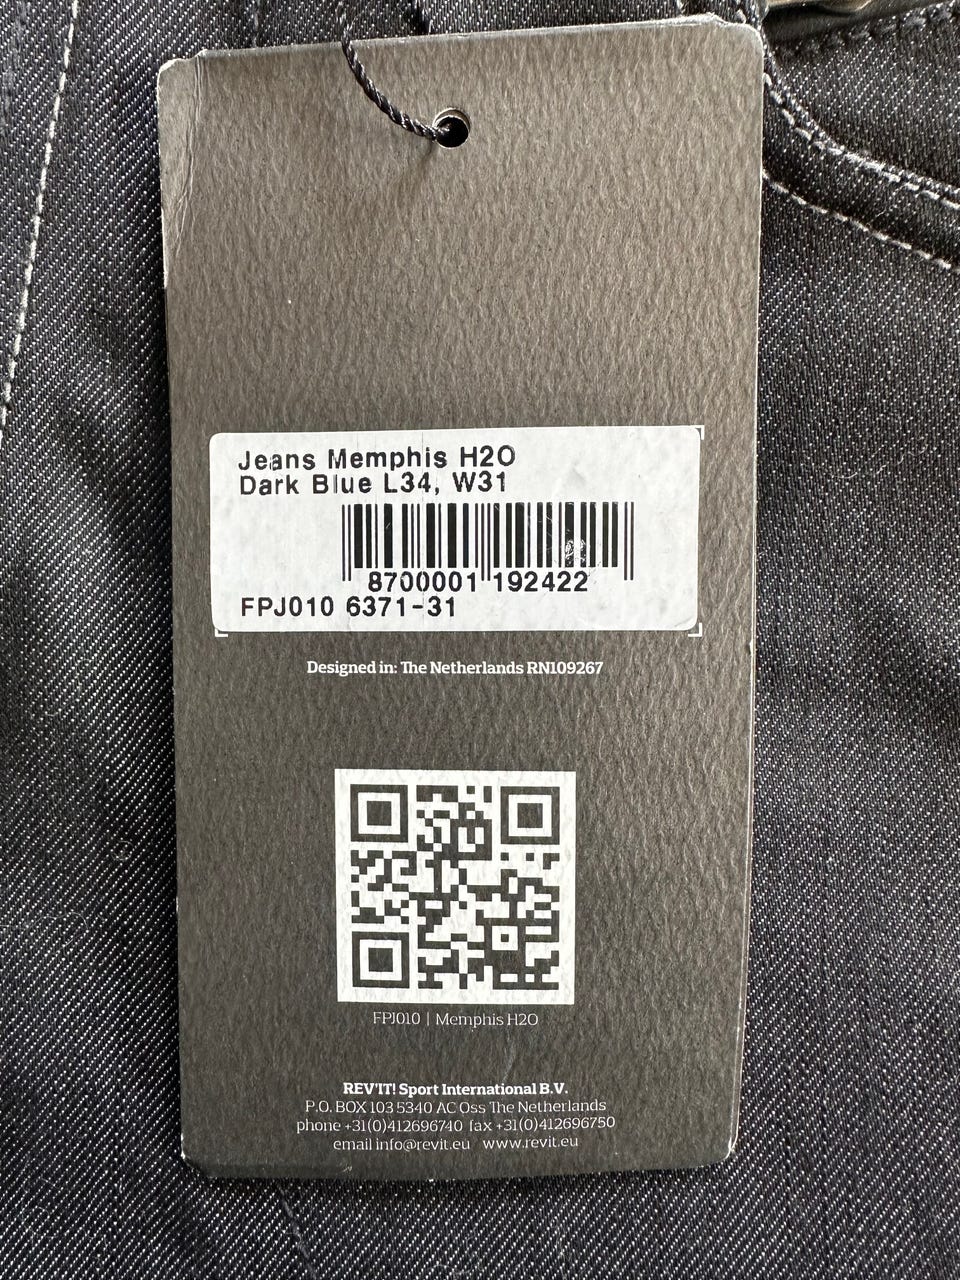 Jeans Memphis H2O
Dark Blue L34, W31
8700001 192422
FPJ010 6371-31
Designed in: The Netherlands RN109267
FPJ010 | Memphis H2O
REV'IT! Sport International B.V.
P.O. BOX 103 5340 AC Oss The Netherlands
phone +31(0)412696740 fax +31(0)412696750
email info@revit.eu www.revit.eu